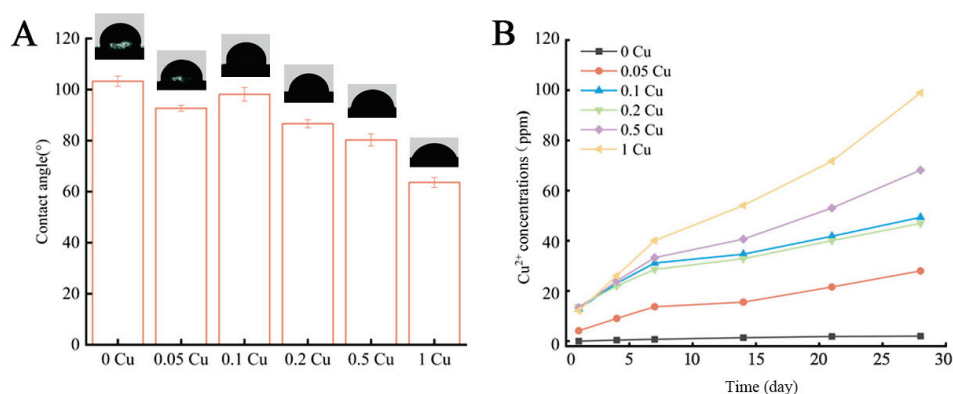 A
Contact angle(°)
120
100
80
60
40
20
0
0 Cu 0.05 Cu 0.1 Cu 0.2 Cu 0.5 Cu 1 Cu
B
Cu²⁺ concentrations (ppm)
120
100
80
60
40
20
0
0 Cu
0.05 Cu
0.1 Cu
0.2 Cu
0.5 Cu
1 Cu
0 5 10 15 20 25 30
Time (day)